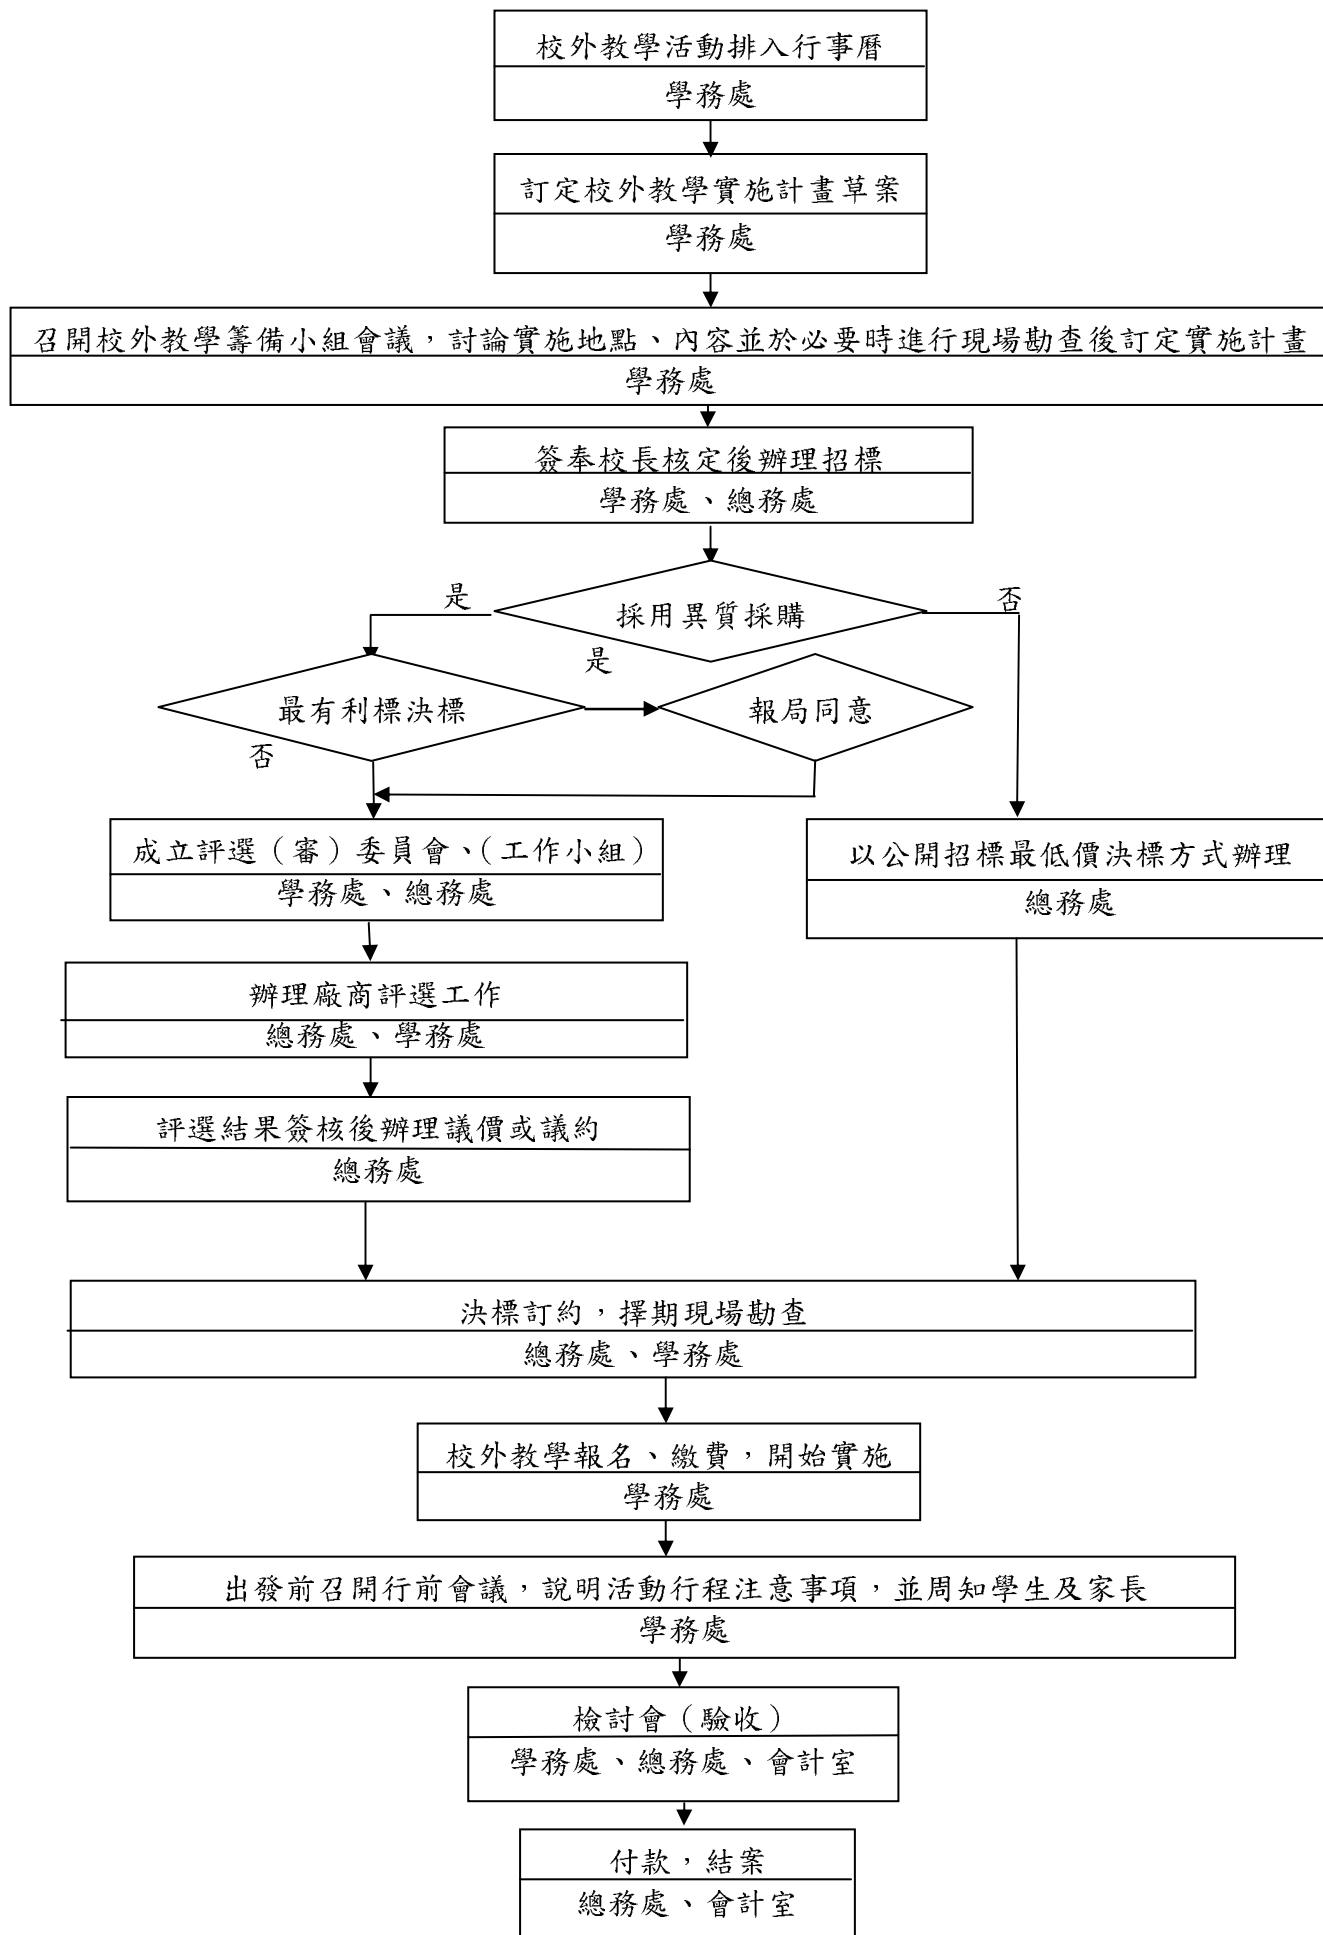 校外教學活動排入行事曆
學務處
訂定校外教學實施計畫草案
學務處
召開校外教學籌備小組會議，討論實施地點、內容並於必要時進行現場勘查後訂定實施計畫
學務處
簽奉校長核定後辦理招標
學務處、總務處
是
採用異質採購
否
是
最有利標決標
報局同意
否
成立評選（審）委員會、（工作小組）
學務處、總務處
以公開招標最低價決標方式辦理
總務處
辦理廠商評選工作
總務處、學務處
評選結果簽核後辦理議價或議約
總務處
決標訂約，擇期現場勘查
總務處、學務處
校外教學報名、繳費，開始實施
學務處
出發前召開行前會議，說明活動行程注意事項，並周知學生及家長
學務處
檢討會（驗收）
學務處、總務處、會計室
付款，結案
總務處、會計室